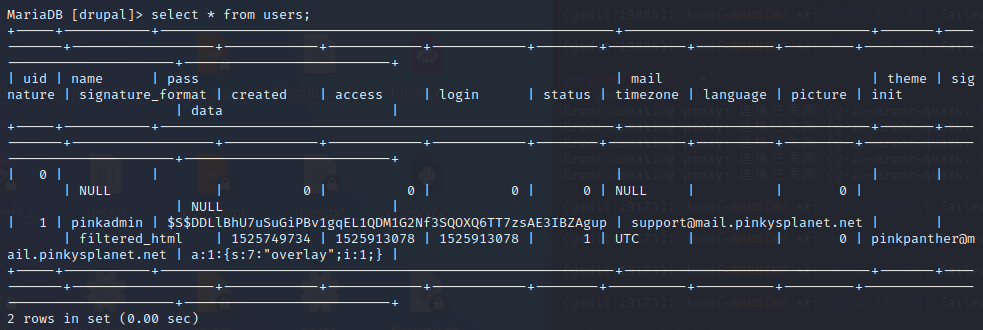 MariaDB [drupal]> select * from users;
| uid | name | pass | mail | theme | sig
nature | signature_format | created | access | login | status | timezone | language | picture | init
| data |
| 0 | | | | |
| NULL | 0 | 0 | 0 | 0 | NULL | | 0 |
| NULL |
| 1 | pinkadmin | $S$DDLlBhU7uSuGiPBv1gqEL1QDM1G2Nf3SQOXQ6TT7zsAE3IBZAgup | support@mail.pinkysplanet.net | |
| filtered_html | 1525749734 | 1525913078 | 1525913078 | 1 | UTC | | 0 | pinkpanther@m
ail.pinkysplanet.net | a:1:{s:7:"overlay";i:1;} |
2 rows in set (0.00 sec)